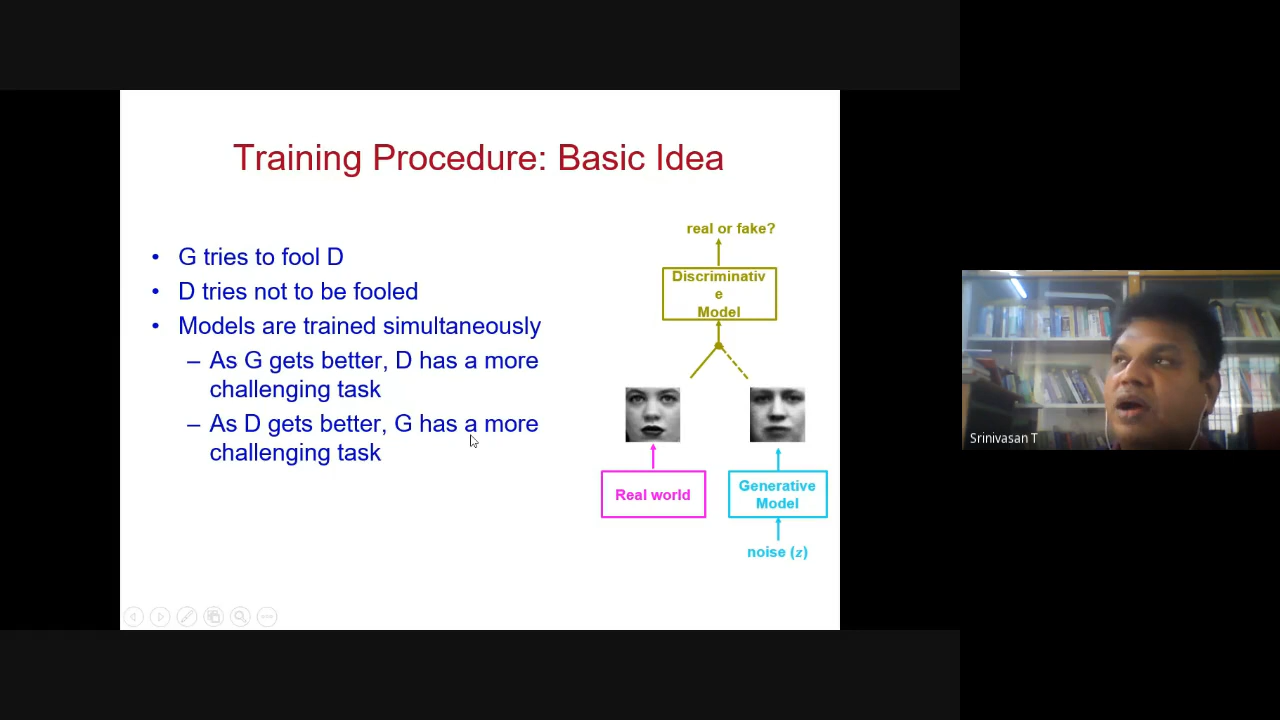 Training Procedure: Basic Idea
• G tries to fool D
• D tries not to be fooled
• Models are trained simultaneously
– As G gets better, D has a more
challenging task
– As D gets better, G has a more
challenging task
real or fake?
Discriminativ
e
Model
Real world
Generative
Model
noise (z)
Srinivasan T